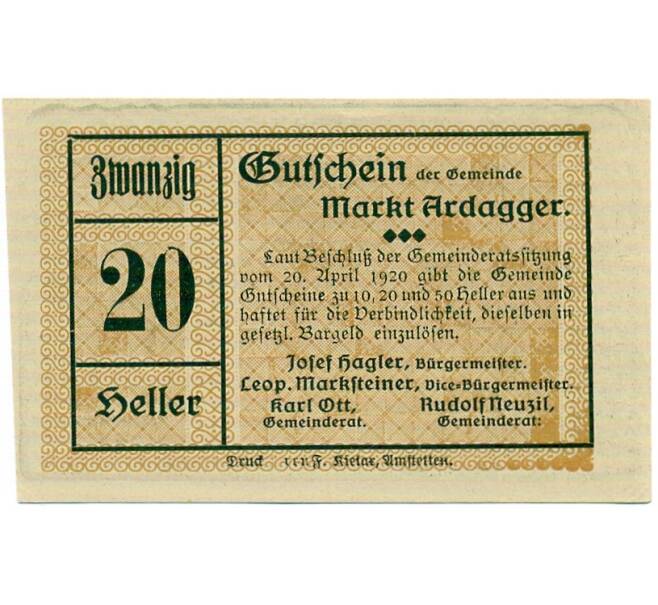 Zwanzig
20
Heller
Gutschein der Gemeinde
Markt Ardagger.
Laut Beschluß der Gemeinderatssitzung
vom 20. April 1920 gibt die Gemeinde
Gutscheine zu 10, 20 und 50 Heller aus und
haftet für die Verbindlichkeit, dieselben in
gesetzl. Bargeld einzulösen.
Josef Hagler, Bürgermeister.
Leop. Marksteiner, Vice=Bürgermeister.
Karl Ott, Rudolf Neuzil,
Gemeinderat. Gemeinderat:
Druck von F. Kietar, Amstetten.